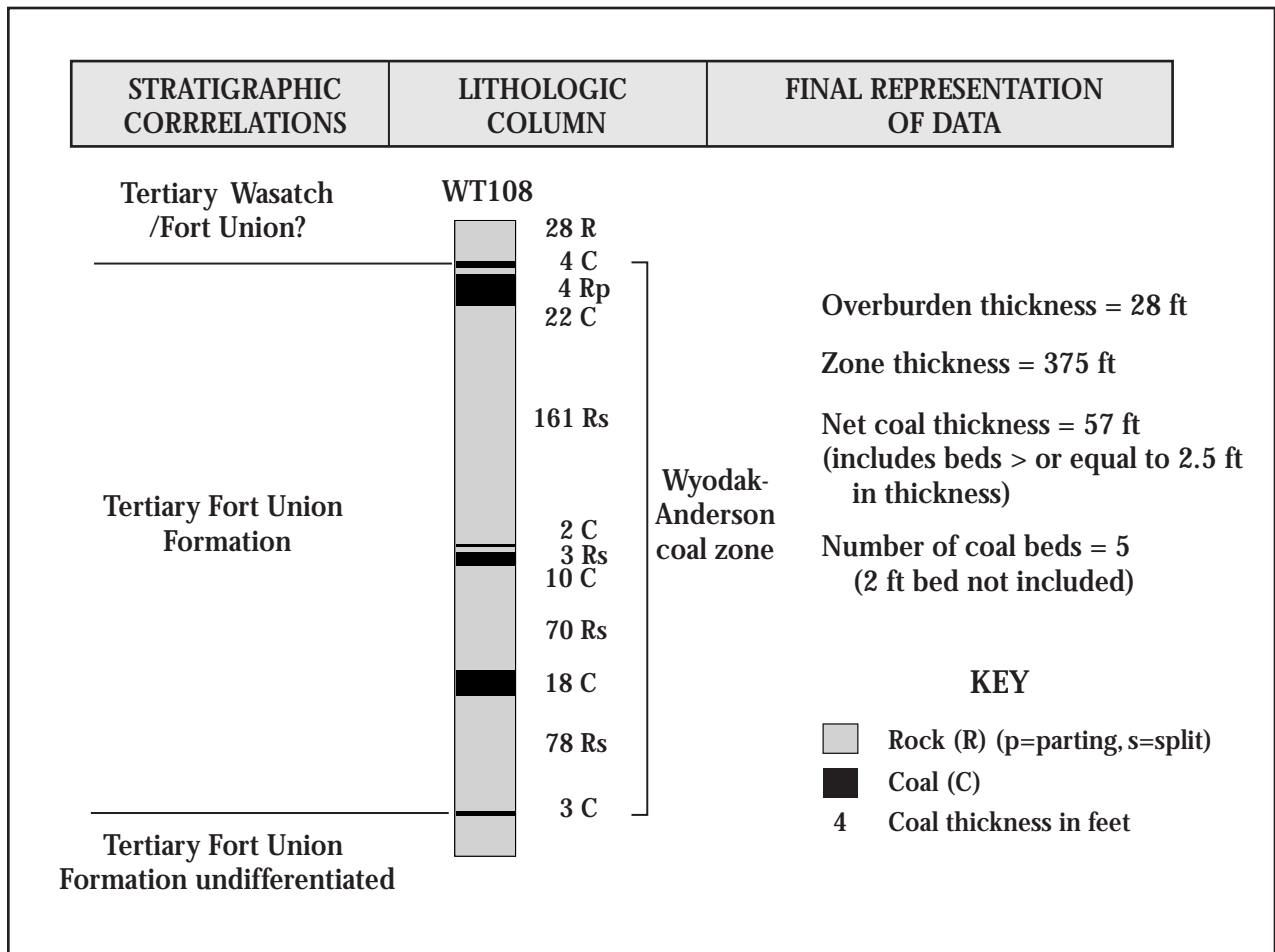 STRATIGRAPHIC
CORRRELATIONS
LITHOLOGIC
COLUMN
FINAL REPRESENTATION
OF DATA
Tertiary Wasatch
/Fort Union?
Tertiary Fort Union
Formation
Tertiary Fort Union
Formation undifferentiated
WT108
28 R
4 C
4 Rp
22 C
161 Rs
2 C
3 Rs
10 C
70 Rs
18 C
78 Rs
3 C
Wyodak-
Anderson
coal zone
Overburden thickness = 28 ft
Zone thickness = 375 ft
Net coal thickness = 57 ft
(includes beds > or equal to 2.5 ft
in thickness)
Number of coal beds = 5
(2 ft bed not included)
KEY
Rock (R) (p=parting, s=split)
Coal (C)
4 Coal thickness in feet